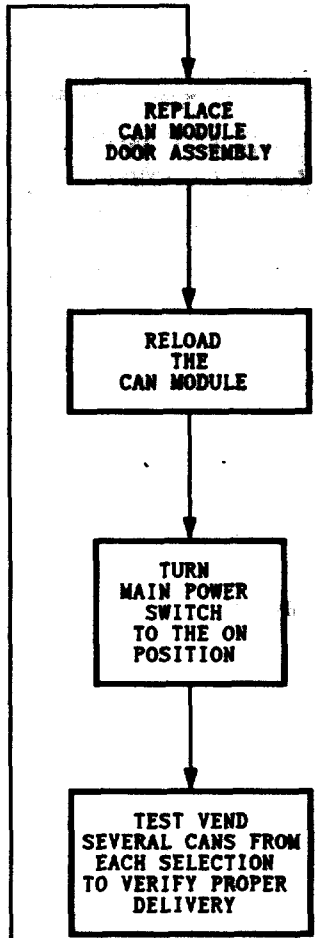 REPLACE
CAN MODULE
DOOR ASSEMBLY
RELOAD
THE
CAN MODULE
TURN
MAIN POWER
SWITCH
TO THE ON
POSITION
TEST VEND
SEVERAL CANS FROM
EACH SELECTION
TO VERIFY PROPER
DELIVERY